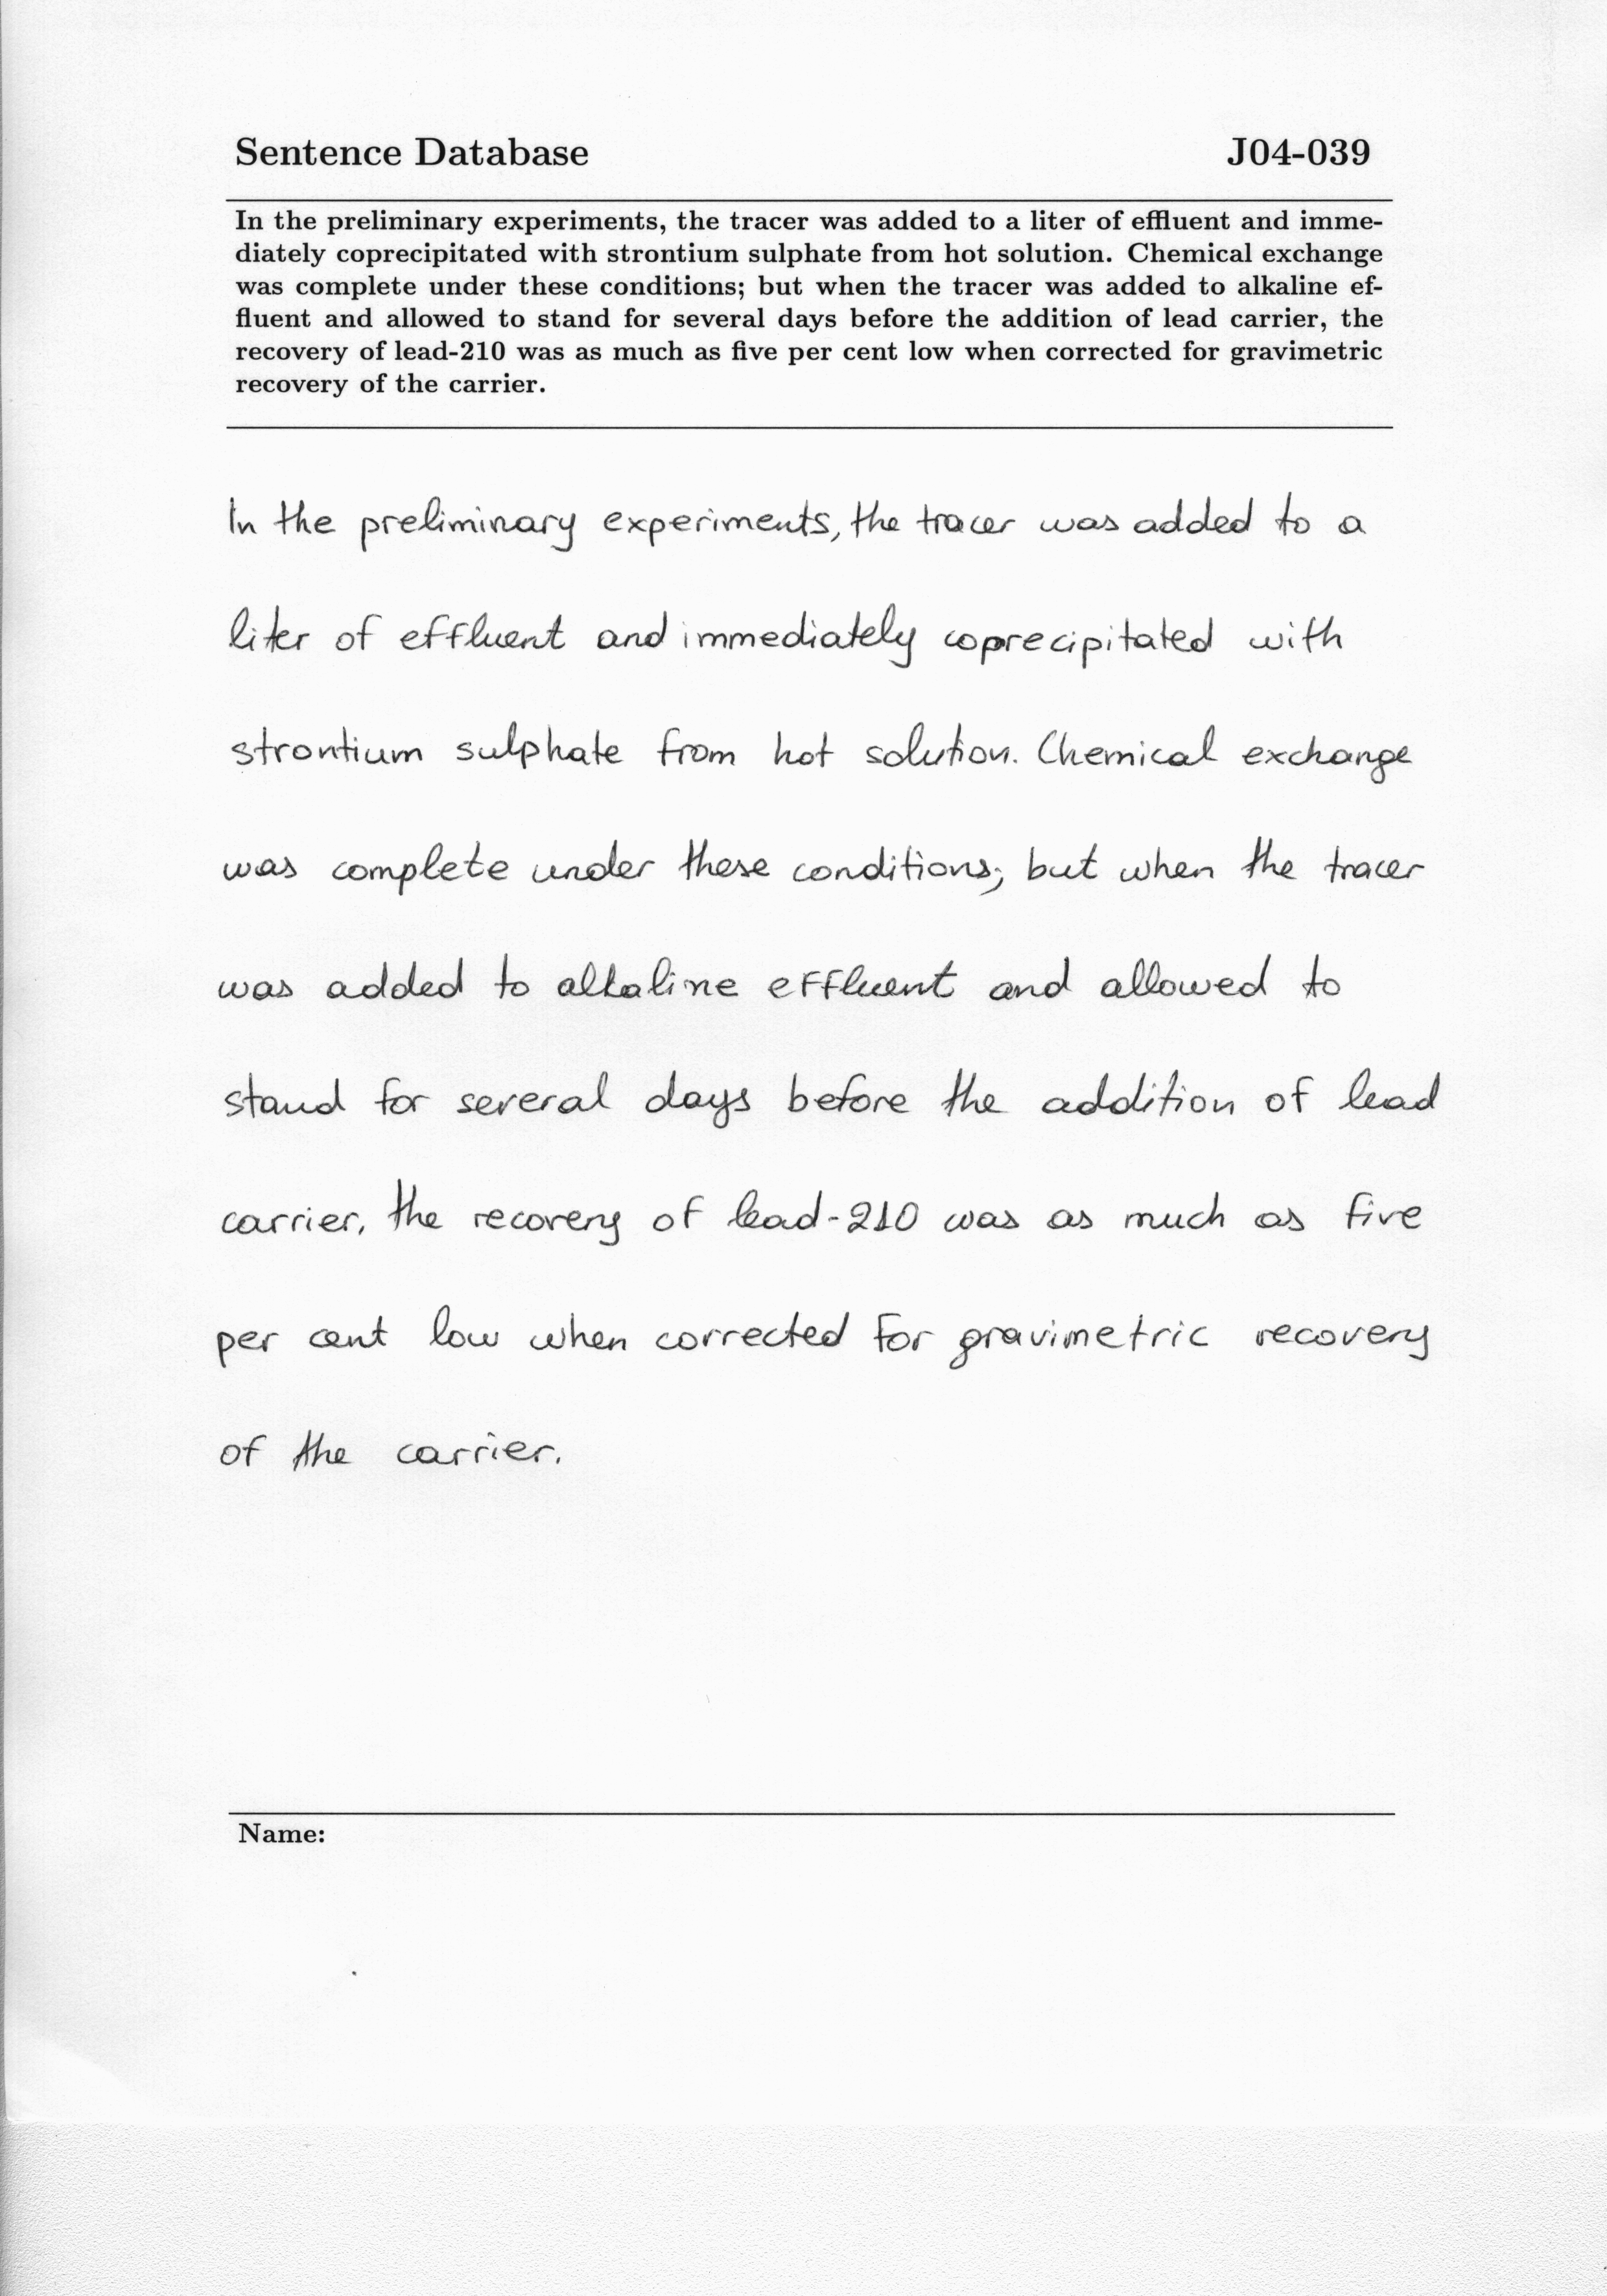 Sentence Database J04-039
In the preliminary experiments, the tracer was added to a liter of effluent and imme-
diately coprecipitated with strontium sulphate from hot solution. Chemical exchange
was complete under these conditions; but when the tracer was added to alkaline ef-
fluent and allowed to stand for several days before the addition of lead carrier, the
recovery of lead-210 was as much as five per cent low when corrected for gravimetric
recovery of the carrier.
In the preliminary experiments, the tracer was added to a
liter of effluent and immediately coprecipitated with
strontium sulphate from hot solution. Chemical exchange
was complete under these conditions; but when the tracer
was added to alkaline effluent and allowed to
stand for several days before the addition of lead
carrier, the recovery of lead-210 was as much as five
per cent low when corrected for gravimetric recovery
of the carrier.
Name: